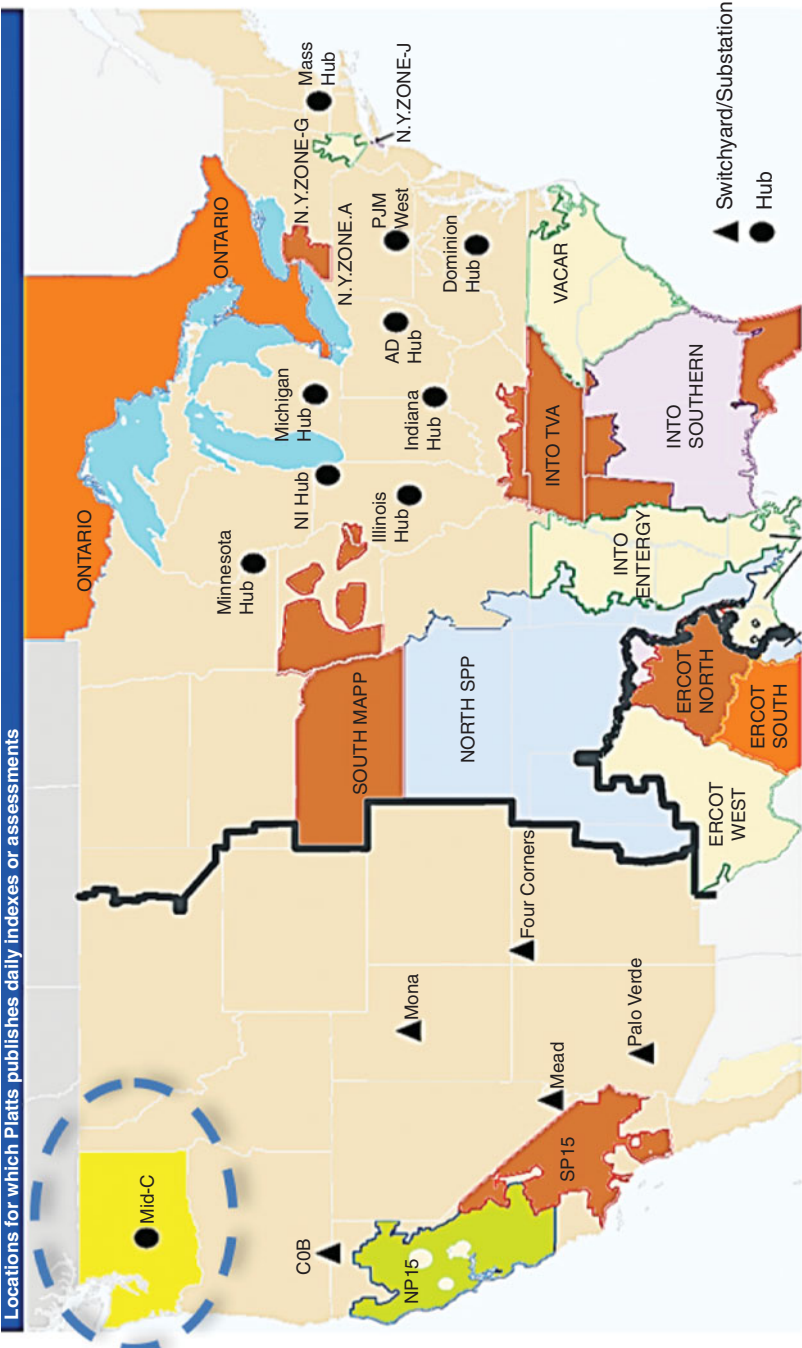 Locations for which Platts publishes daily indexes or assessments
Mid-C
C0B
NP15
SP15
Mead
Mona
Palo Verde
Four Corners
SOUTH MAPP
NORTH SPP
ERCOT
WEST
ERCOT
NORTH
ERCOT
SOUTH
ONTARIO
Minnesota
Hub
NI Hub
Illinois
Hub
Michigan
Hub
Indiana
Hub
AD
Hub
INTO
ENTERGY
INTO TVA
INTO
SOUTHERN
VACAR
ONTARIO
N.Y.ZONE.A
N.Y.ZONE-G
PJM
West
Dominion
Hub
Mass
Hub
N.Y.ZONE-J
Switchyard/Substation
Hub